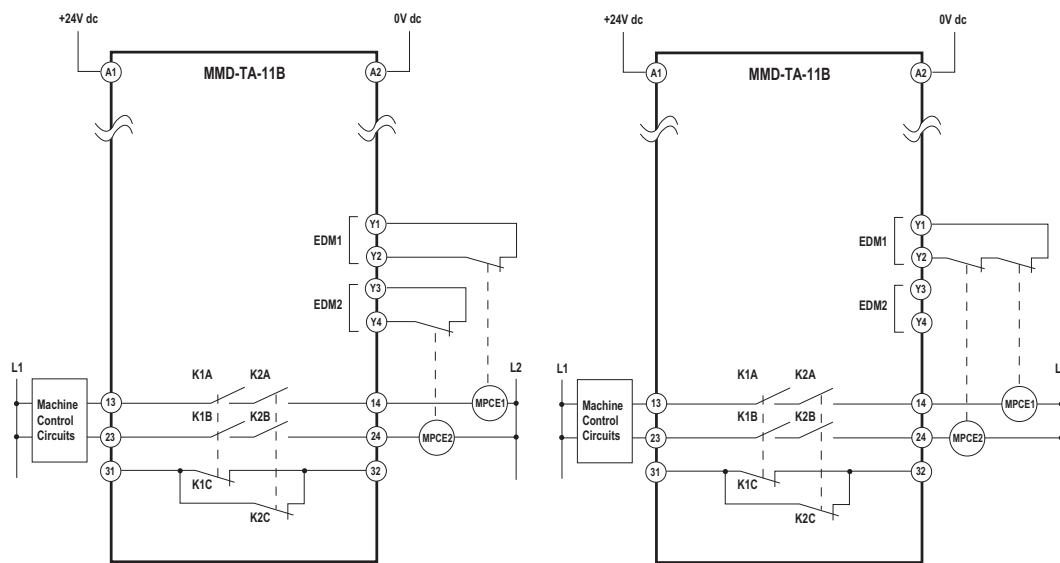 +24V dc
0V dc
MMD-TA-11B
A1
A2
Y1
EDM1
Y2
Y3
EDM2
Y4
L1
L2
K1A
K2A
13
14
MPCE1
Machine
Control
Circuits
K1B
K2B
23
24
MPCE2
31
32
K1C
K2C
+24V dc
0V dc
MMD-TA-11B
A1
A2
Y1
EDM1
Y2
Y3
EDM2
Y4
L1
L
K1A
K2A
13
14
MPCE1
Machine
Control
Circuits
K1B
K2B
23
24
MPCE2
31
32
K1C
K2C